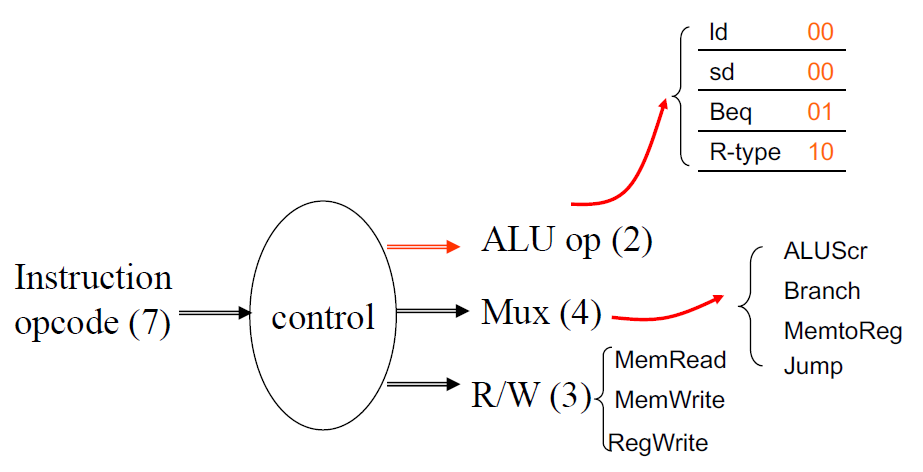 ld 00
sd 00
Beq 01
R-type 10
ALU op (2)
Instruction
opcode (7)
control
Mux (4)
ALUScr
Branch
MemtoReg
Jump
R/W (3)
MemRead
MemWrite
RegWrite